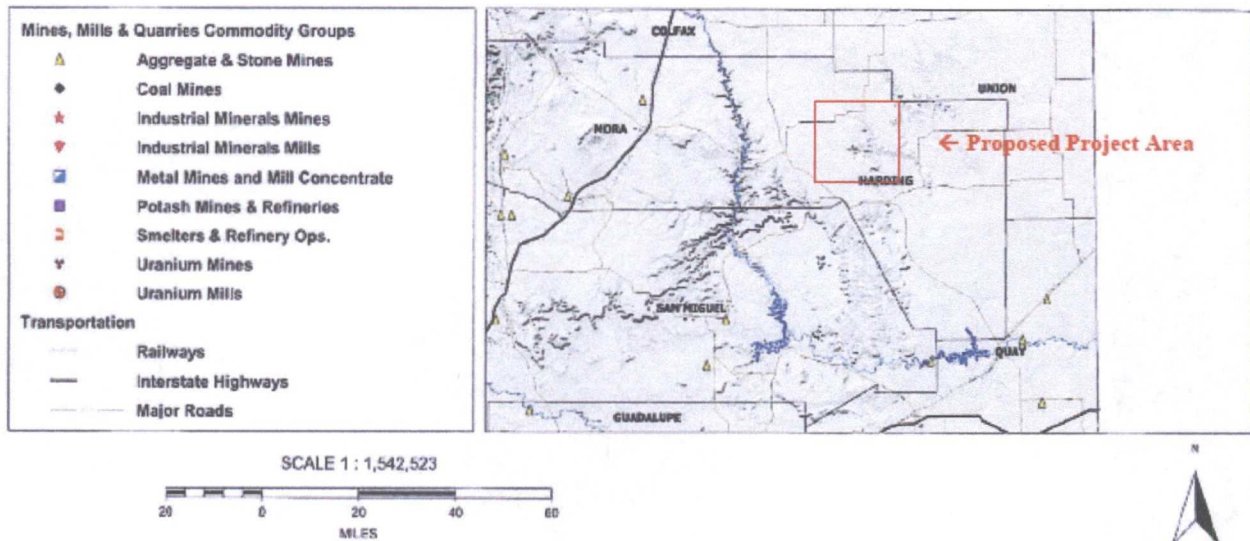 Mines, Mills & Quarries Commodity Groups
Aggregate & Stone Mines
Coal Mines
Industrial Minerals Mines
Industrial Minerals Mills
Metal Mines and Mill Concentrate
Potash Mines & Refineries
Smelters & Refinery Ops.
Uranium Mines
Uranium Mills
Transportation
Railways
Interstate Highways
Major Roads
COLFAX
UNION
MORA
← Proposed Project Area
HARDING
SAN MIGUEL
QUAY
GUADALUPE
SCALE 1 : 1,542,523
20 0 20 40 60
MILES
N